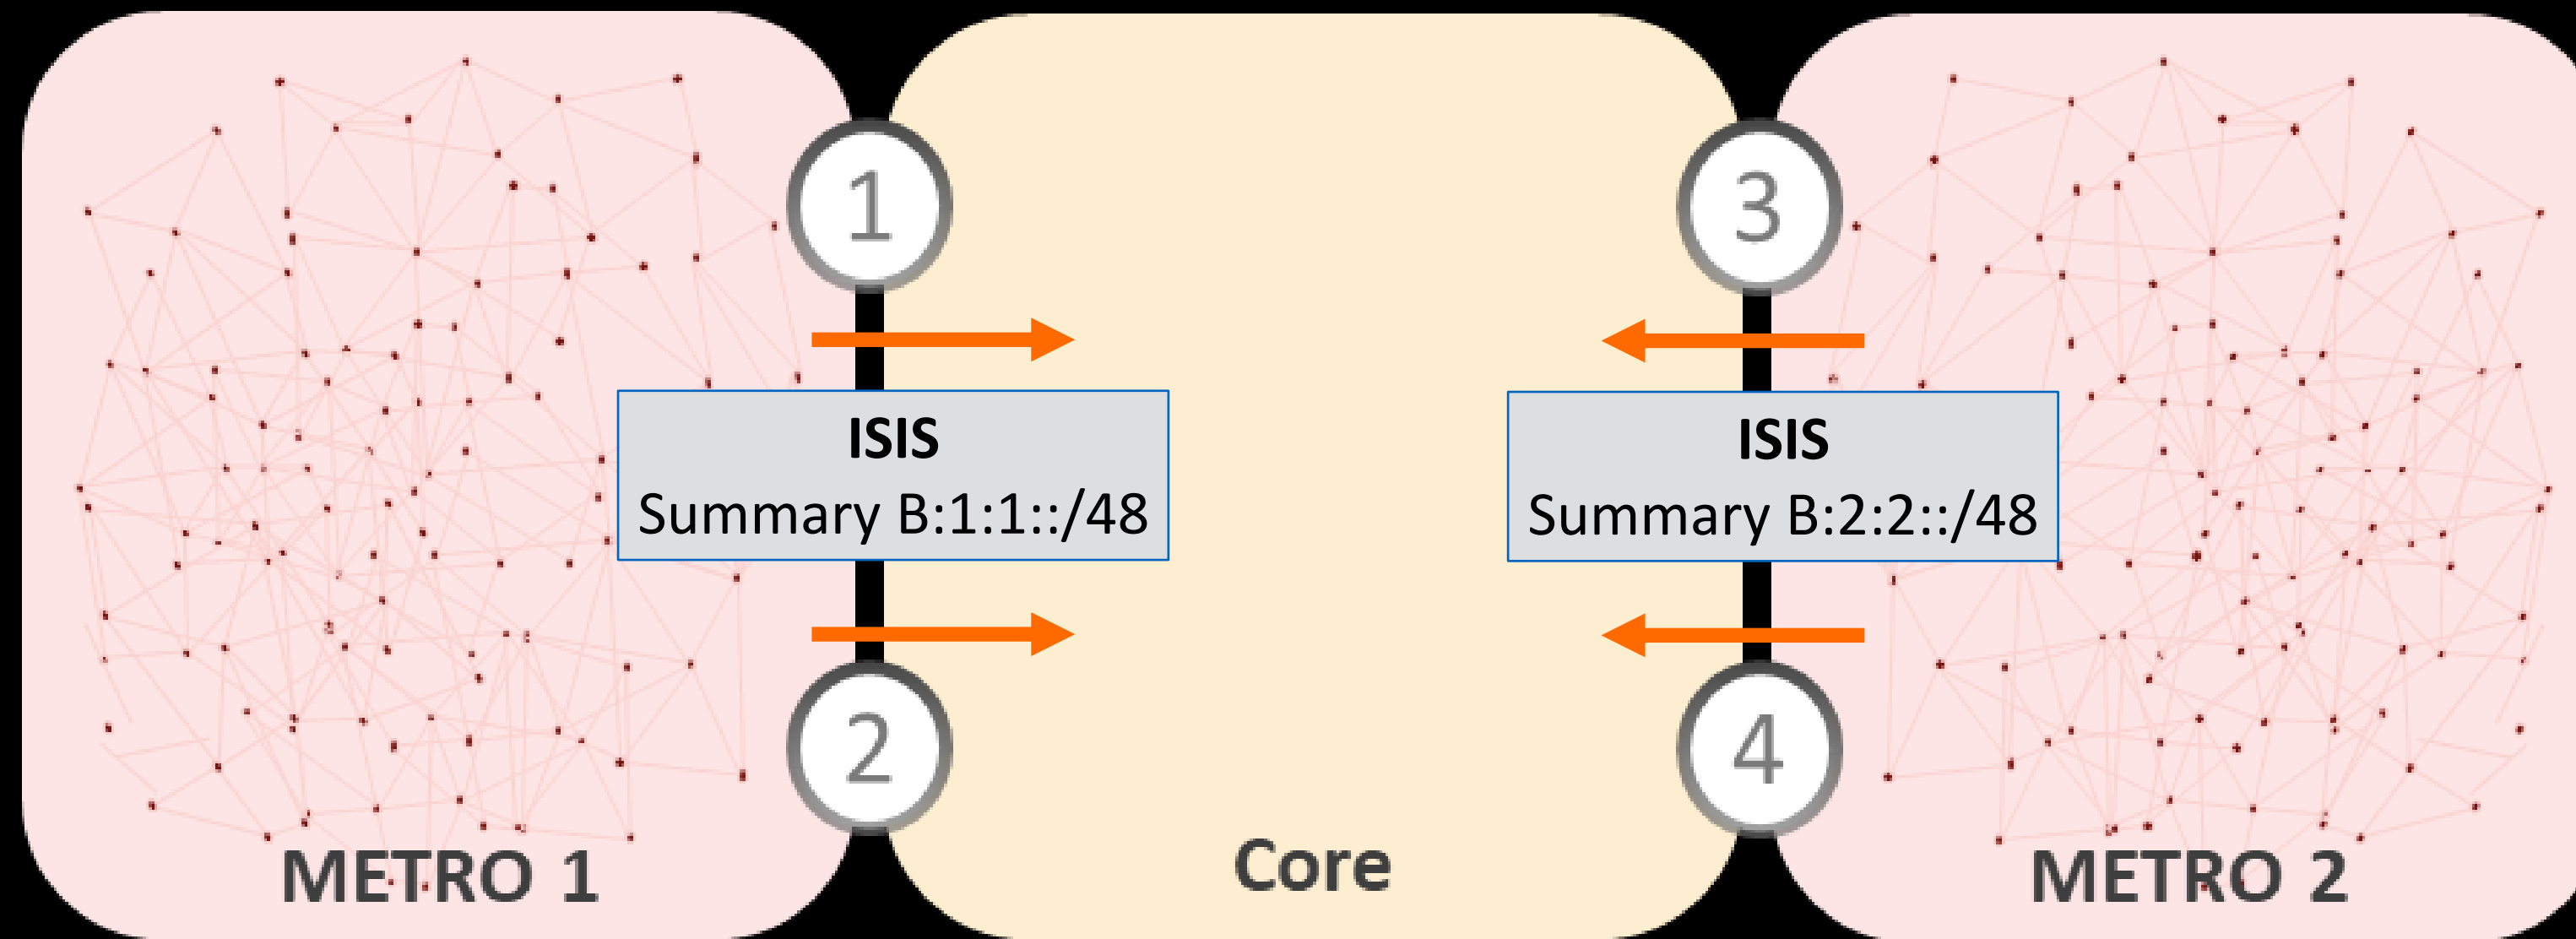 1
3
ISIS
Summary B:1:1::/48
ISIS
Summary B:2:2::/48
2
4
METRO 1
Core
METRO 2